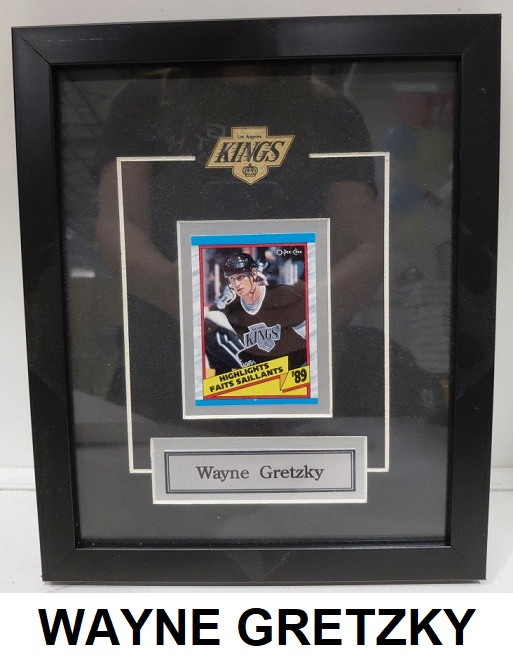 Los Angeles
KINGS
O-Pee-Chee
KINGS
HIGHLIGHTS
FAITS SAILLANTS
'89
Wayne Gretzky
WAYNE GRETZKY